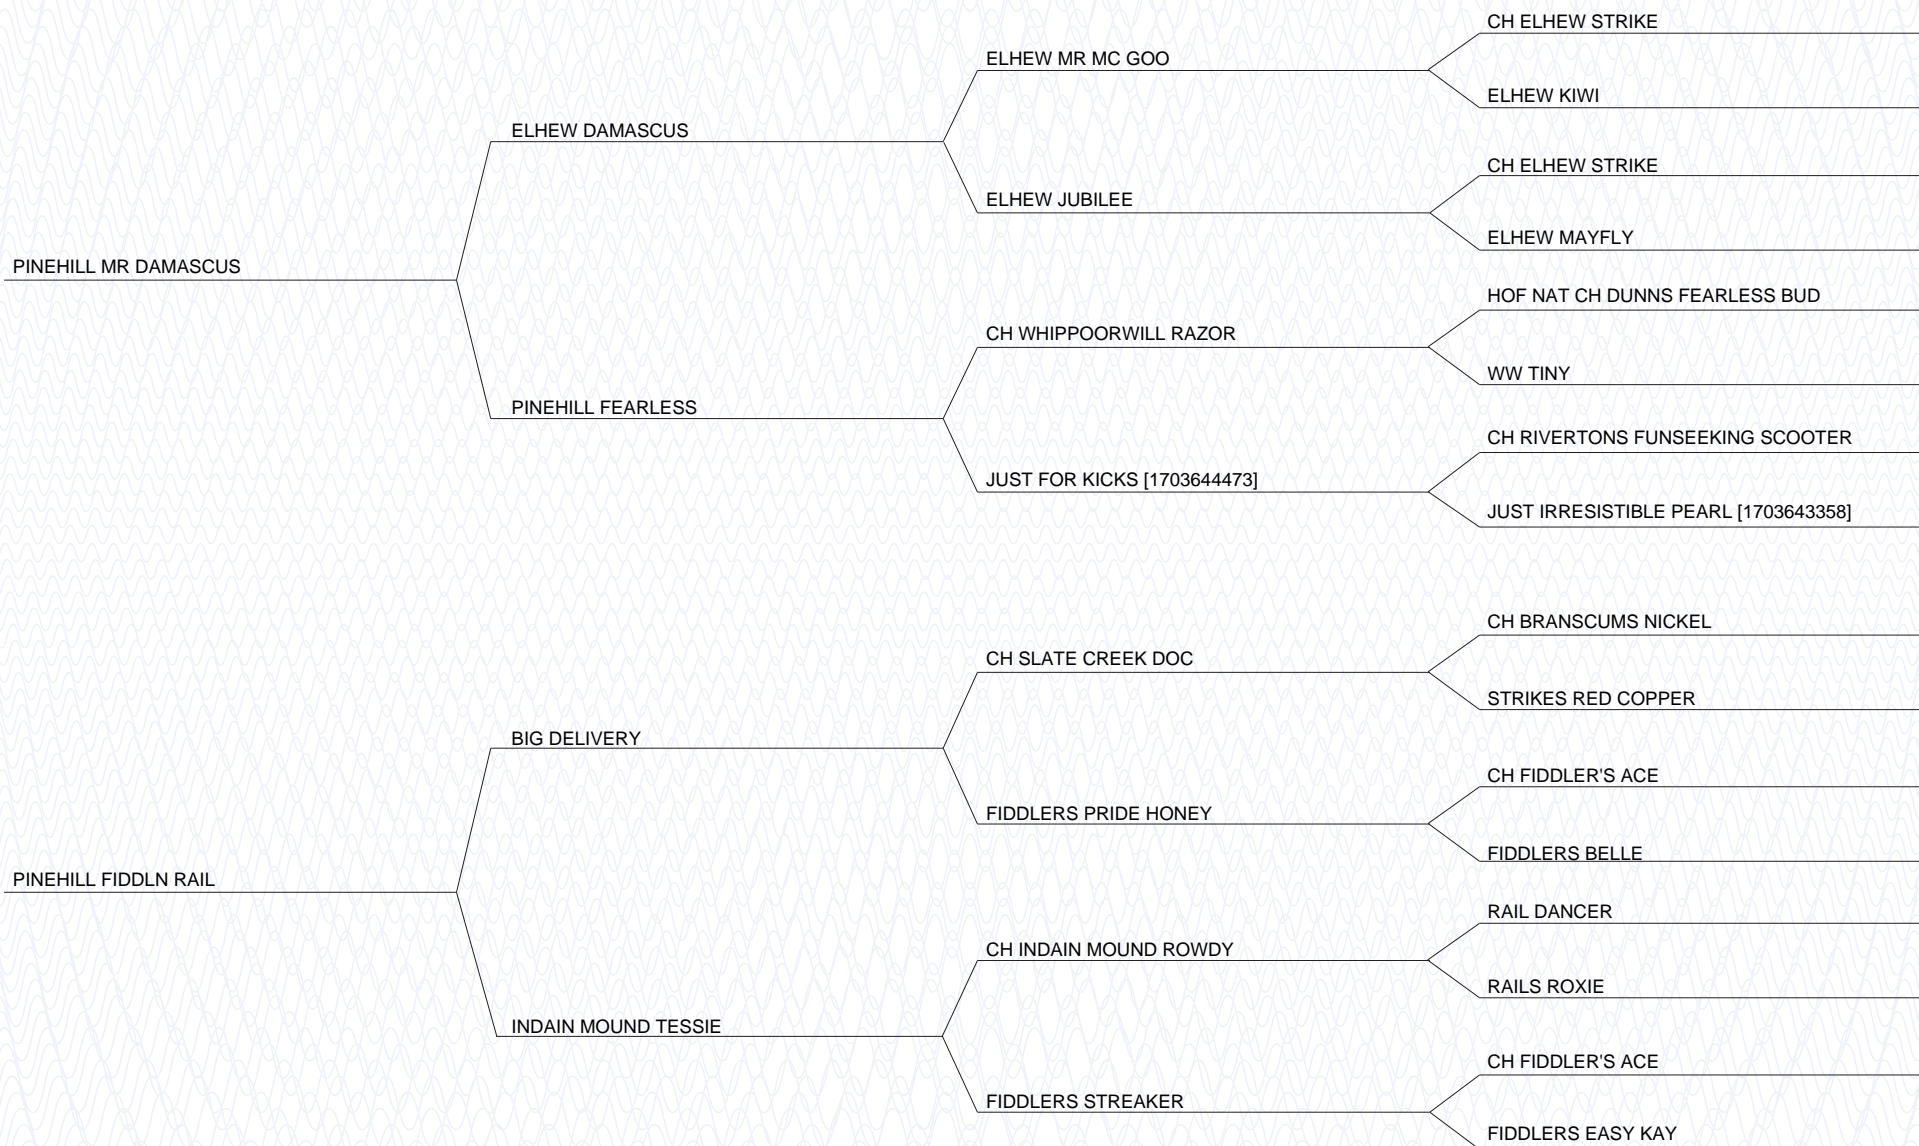 CH ELHEW STRIKE
ELHEW MR MC GOO
ELHEW KIWI
ELHEW DAMASCUS
CH ELHEW STRIKE
ELHEW JUBILEE
ELHEW MAYFLY
PINEHILL MR DAMASCUS
HOF NAT CH DUNNS FEARLESS BUD
CH WHIPPOORWILL RAZOR
WW TINY
PINEHILL FEARLESS
CH RIVERTONS FUNSEEKING SCOOTER
JUST FOR KICKS [1703644473]
JUST IRRESISTIBLE PEARL [1703643358]
CH BRANSCUMS NICKEL
CH SLATE CREEK DOC
STRIKES RED COPPER
BIG DELIVERY
CH FIDDLER'S ACE
FIDDLERS PRIDE HONEY
FIDDLERS BELLE
PINEHILL FIDDLN RAIL
RAIL DANCER
CH INDAIN MOUND ROWDY
RAILS ROXIE
INDAIN MOUND TESSIE
CH FIDDLER'S ACE
FIDDLERS STREAKER
FIDDLERS EASY KAY